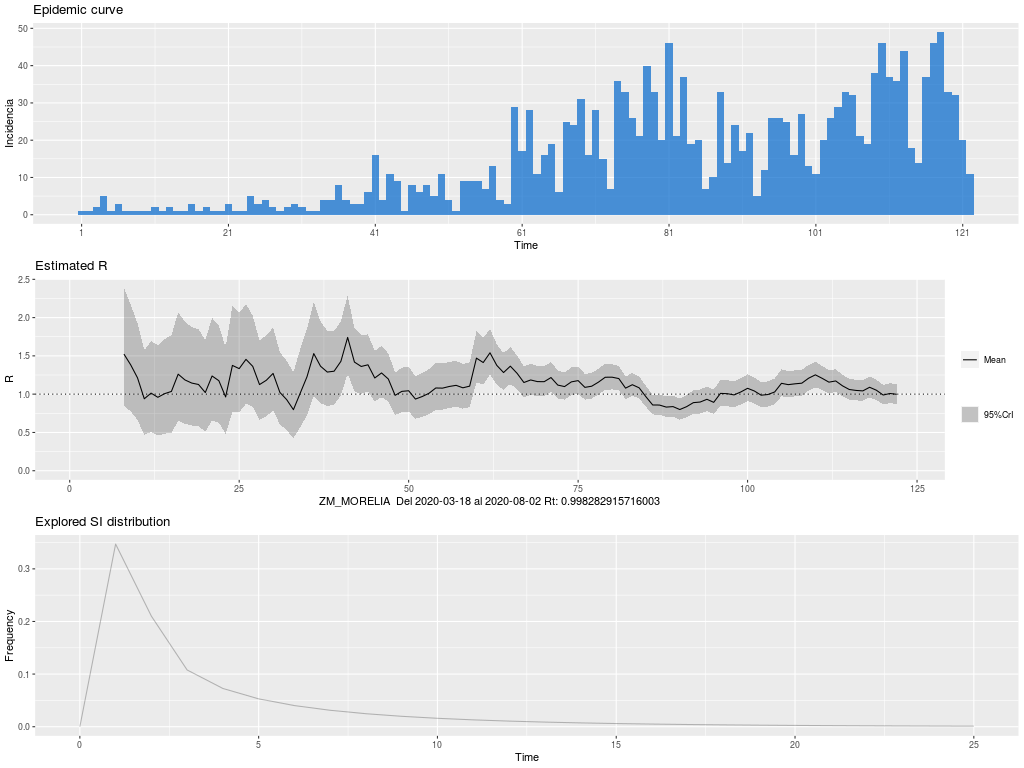 Epidemic curve
50
40
30
20
10
0
Incidencia
1 21 41 61 81 101 121
Time
Estimated R
2.5
2.0
1.5
1.0
0.5
0.0
R
0 25 50 75 100 125
ZM_MORELIA Del 2020-03-18 al 2020-08-02 Rt: 0.998282915716003
Mean
95%CrI
Explored SI distribution
0.3
0.2
0.1
0.0
Frequency
0 5 10 15 20 25
Time